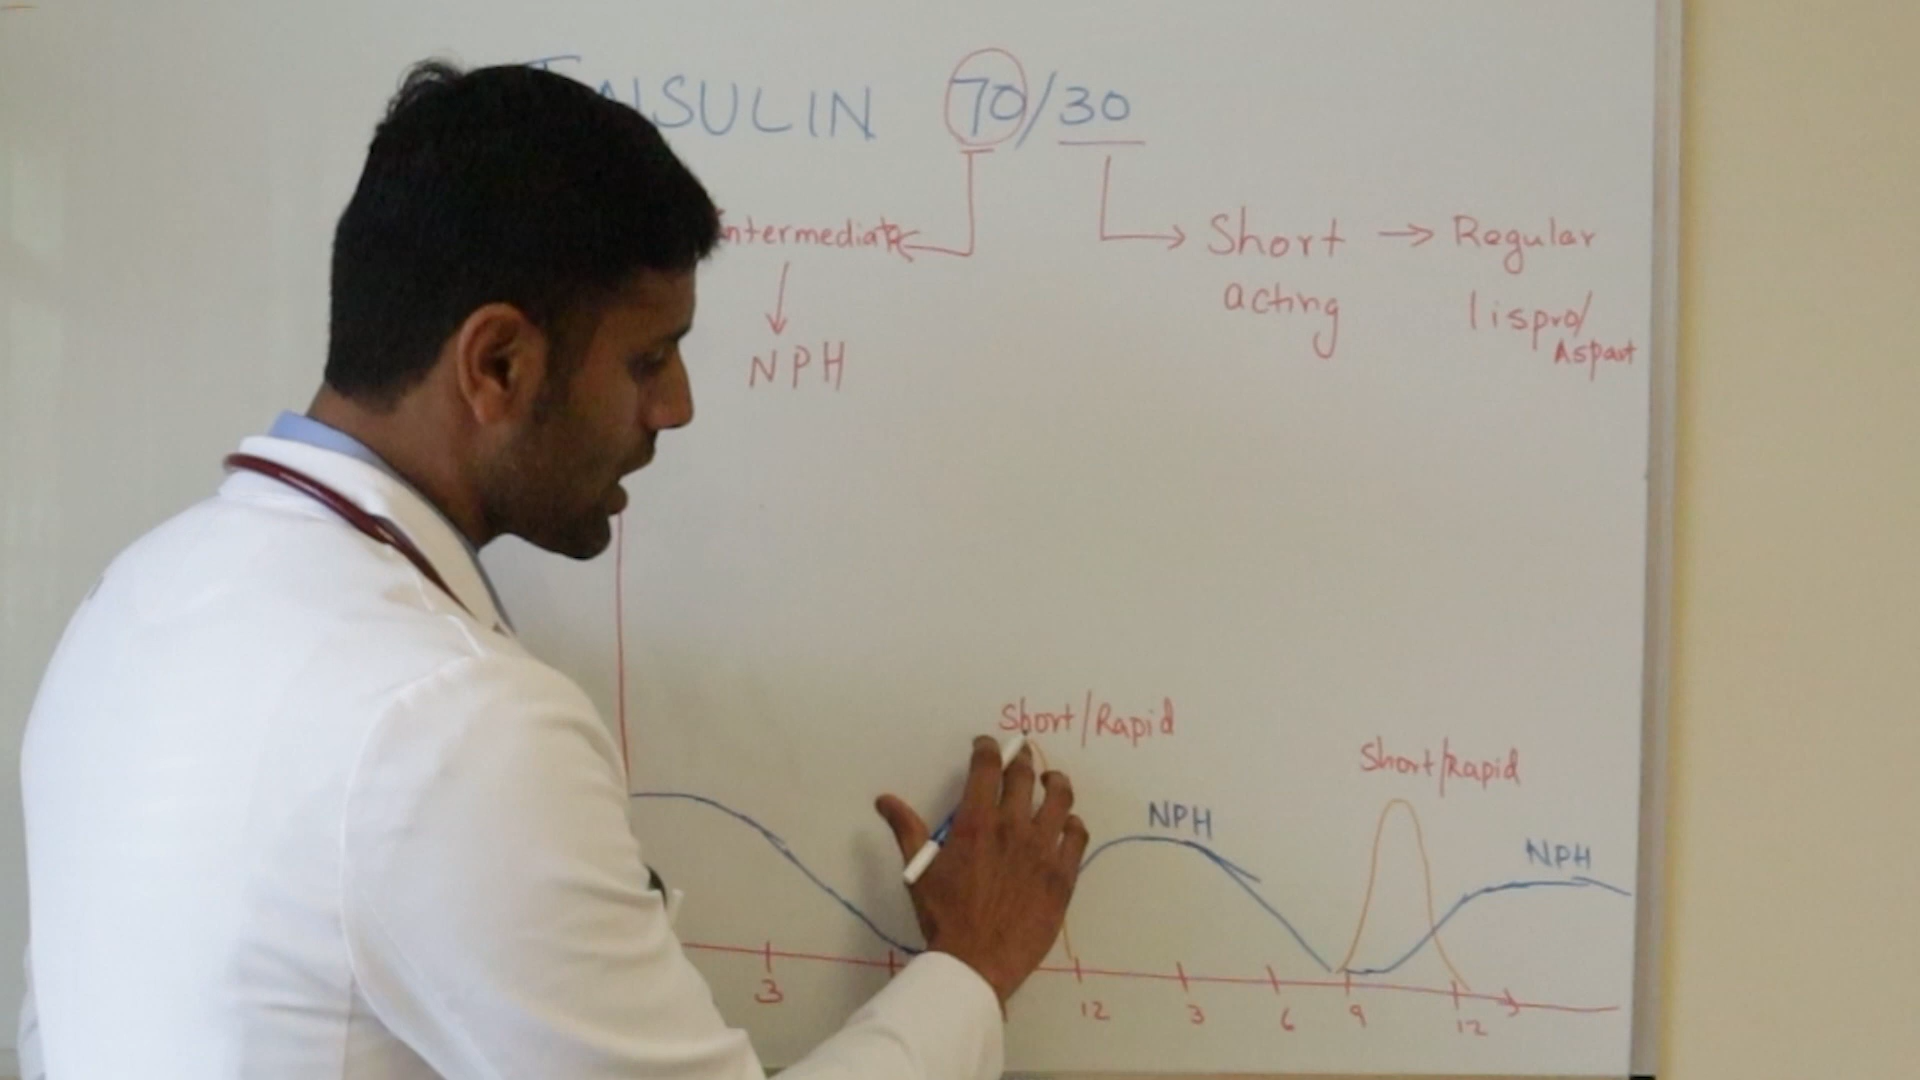 INSULIN 70/30
Intermediate
Short → Regular
acting
lispro/
Aspart
NPH
Short/Rapid
Short/Rapid
NPH
NPH
3
12
3
6
9
12